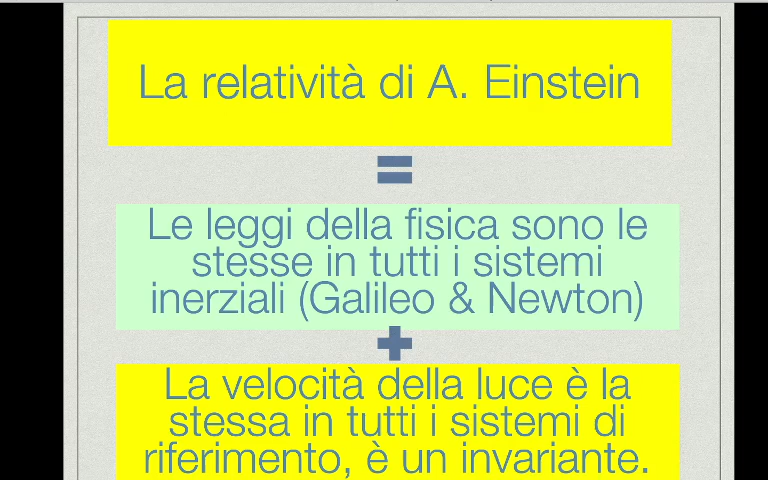 La relatività di A. Einstein
=
Le leggi della fisica sono le
stesse in tutti i sistemi
inerziali (Galileo & Newton)
+
La velocità della luce è la
stessa in tutti i sistemi di
riferimento, è un invariante.